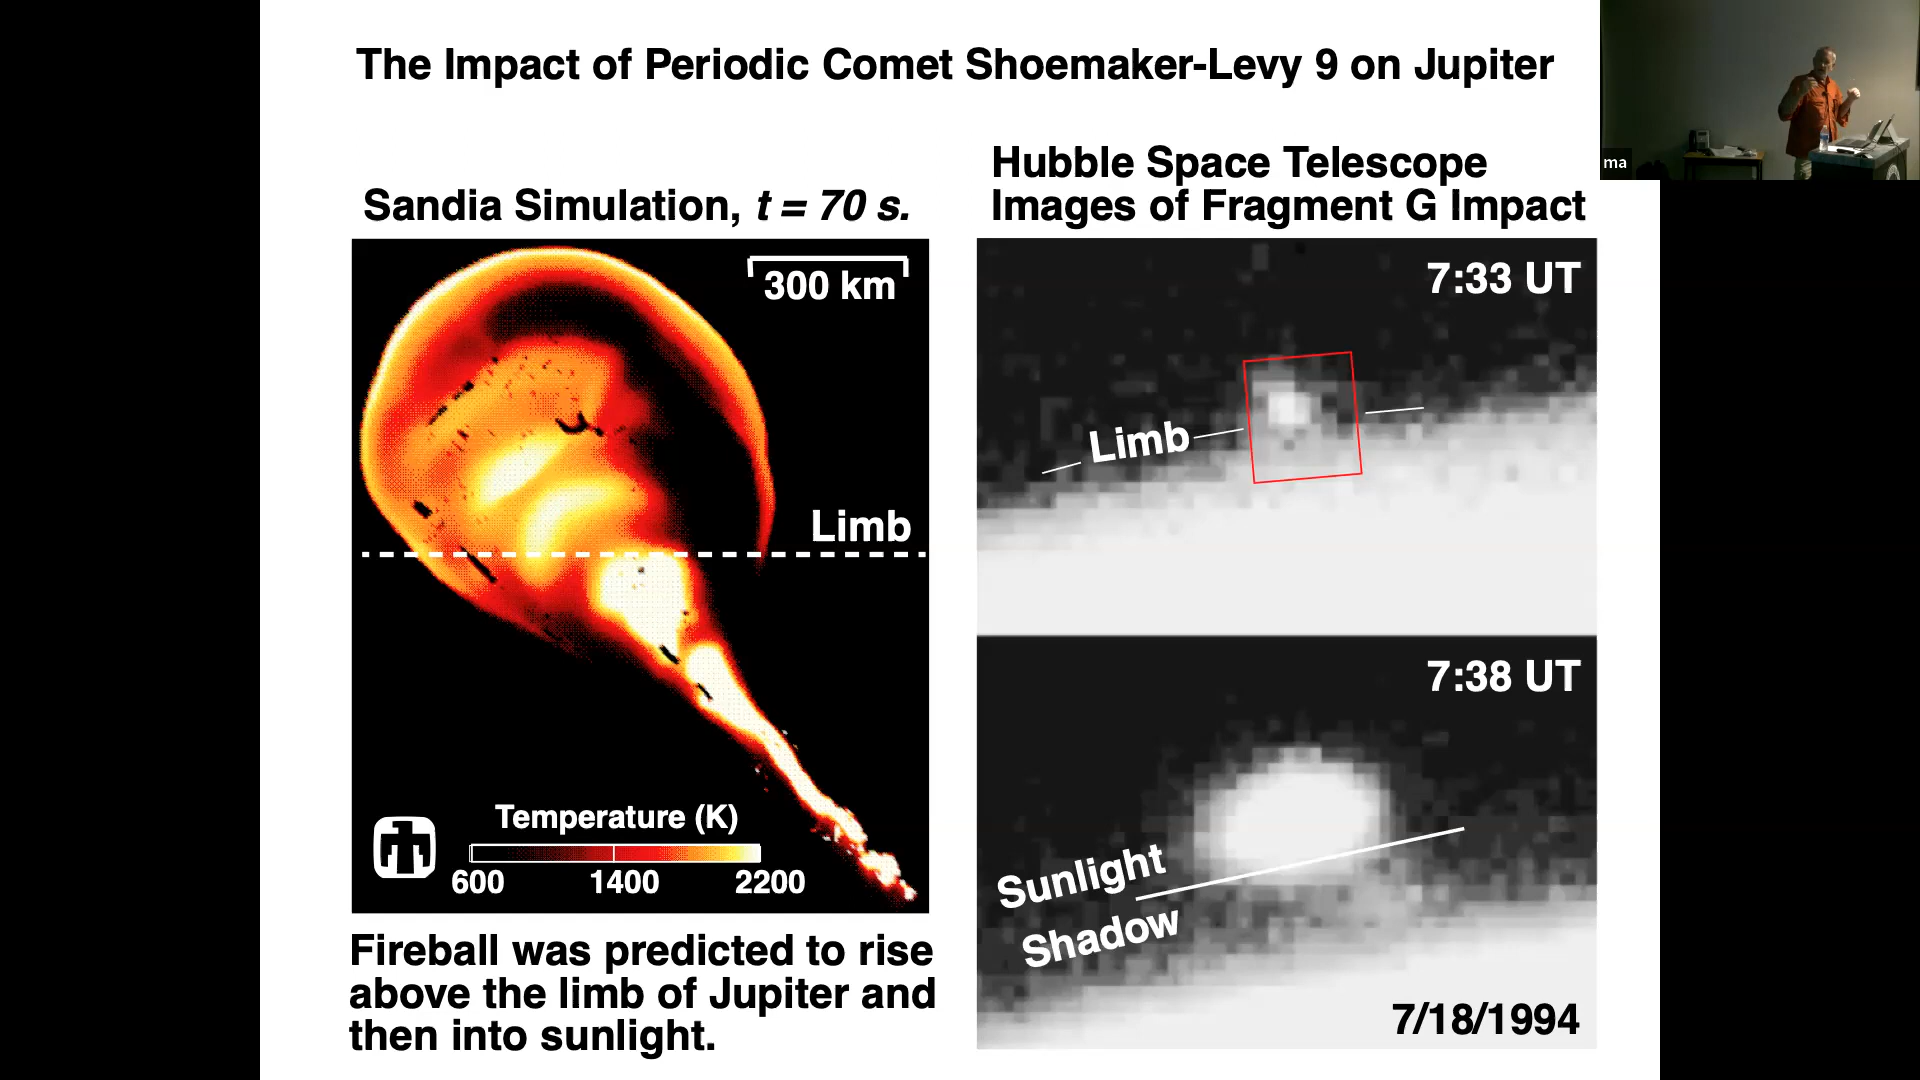 The Impact of Periodic Comet Shoemaker-Levy 9 on Jupiter
Sandia Simulation, t = 70 s.
300 km
Limb
Temperature (K)
600 1400 2200
Fireball was predicted to rise
above the limb of Jupiter and
then into sunlight.
Hubble Space Telescope
Images of Fragment G Impact
7:33 UT
Limb
7:38 UT
Sunlight
Shadow
7/18/1994
ma